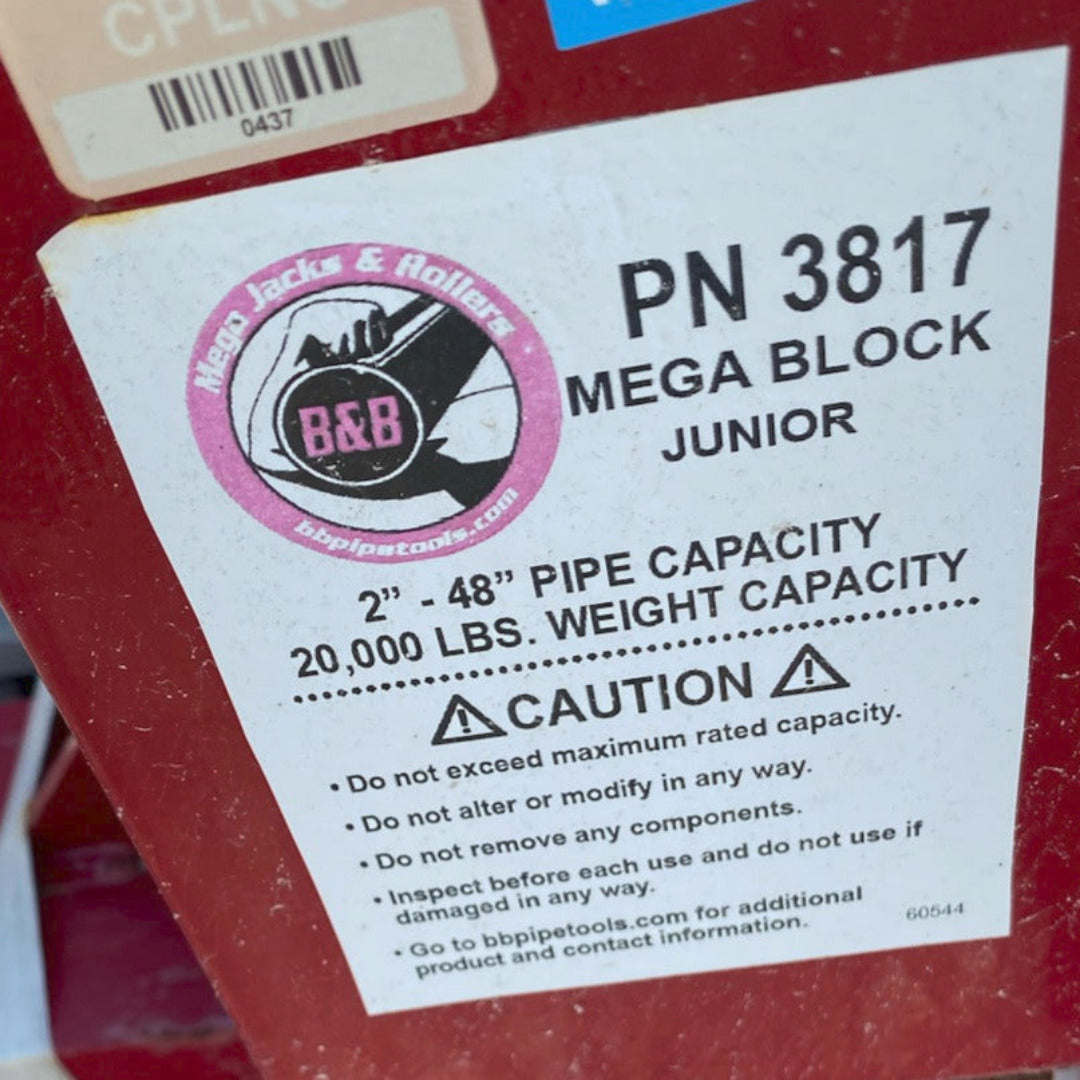 CPLNG
0437
Mega Jacks & Rollers
B&B
bbpipetools.com
PN 3817
MEGA BLOCK
JUNIOR
2” - 48” PIPE CAPACITY
20,000 LBS. WEIGHT CAPACITY
CAUTION
• Do not exceed maximum rated capacity.
• Do not alter or modify in any way.
• Do not remove any components.
• Inspect before each use and do not use if
damaged in any way.
• Go to bbpipetools.com for additional
product and contact information.
60544